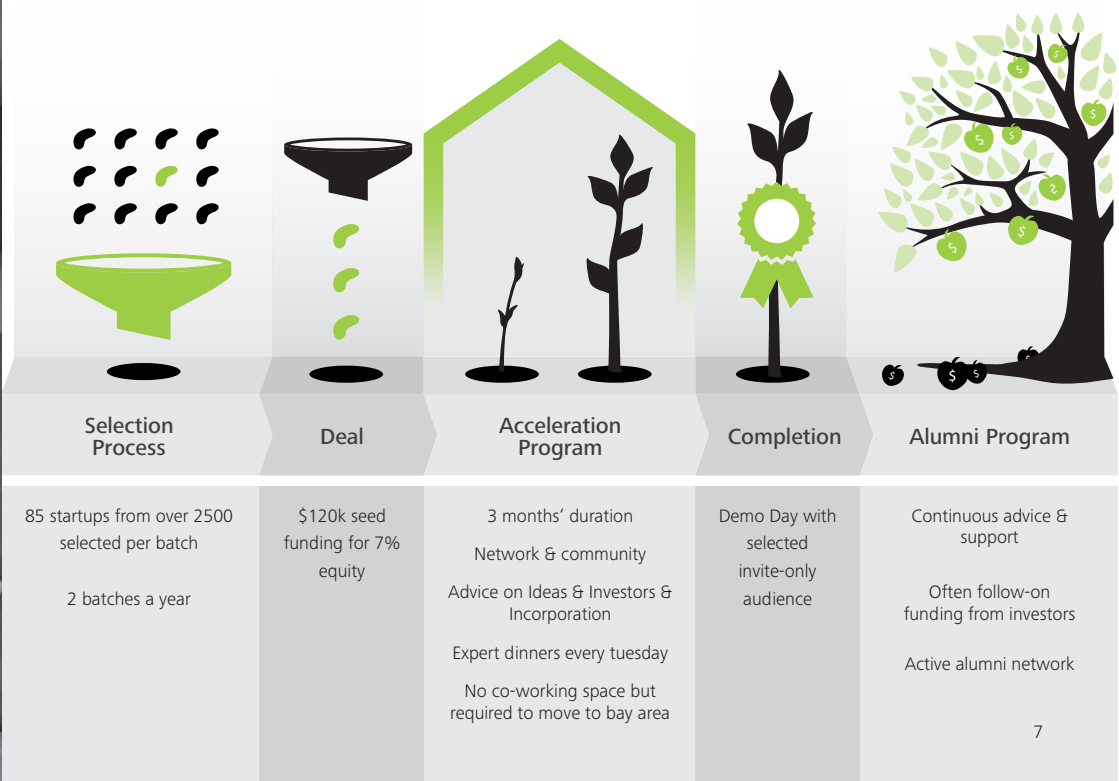 $
$
$
$
$
$
$
$
$
$
$
Selection
Process
Deal
Acceleration
Program
Completion
Alumni Program
85 startups from over 2500
selected per batch
2 batches a year
$120k seed
funding for 7%
equity
3 months’ duration
Network & community
Advice on Ideas & Investors &
Incorporation
Expert dinners every tuesday
No co-working space but
required to move to bay area
Demo Day with
selected
invite-only
audience
Continuous advice &
support
Often follow-on
funding from investors
Active alumni network
7